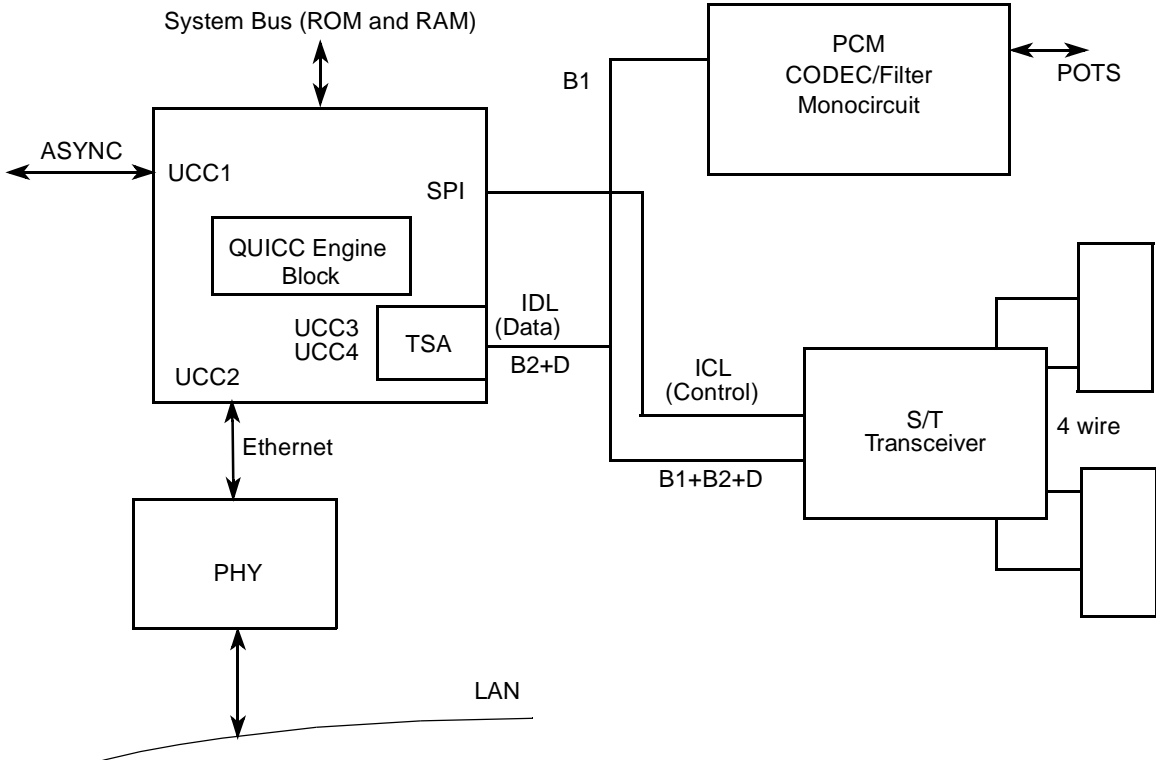 System Bus (ROM and RAM)
PCM
CODEC/Filter
Monocircuit
POTS
B1
ASYNC
UCC1
SPI
QUICC Engine
Block
IDL
(Data)
UCC3
UCC4
TSA
B2+D
UCC2
ICL
(Control)
S/T
Transceiver
4 wire
Ethernet
B1+B2+D
PHY
LAN